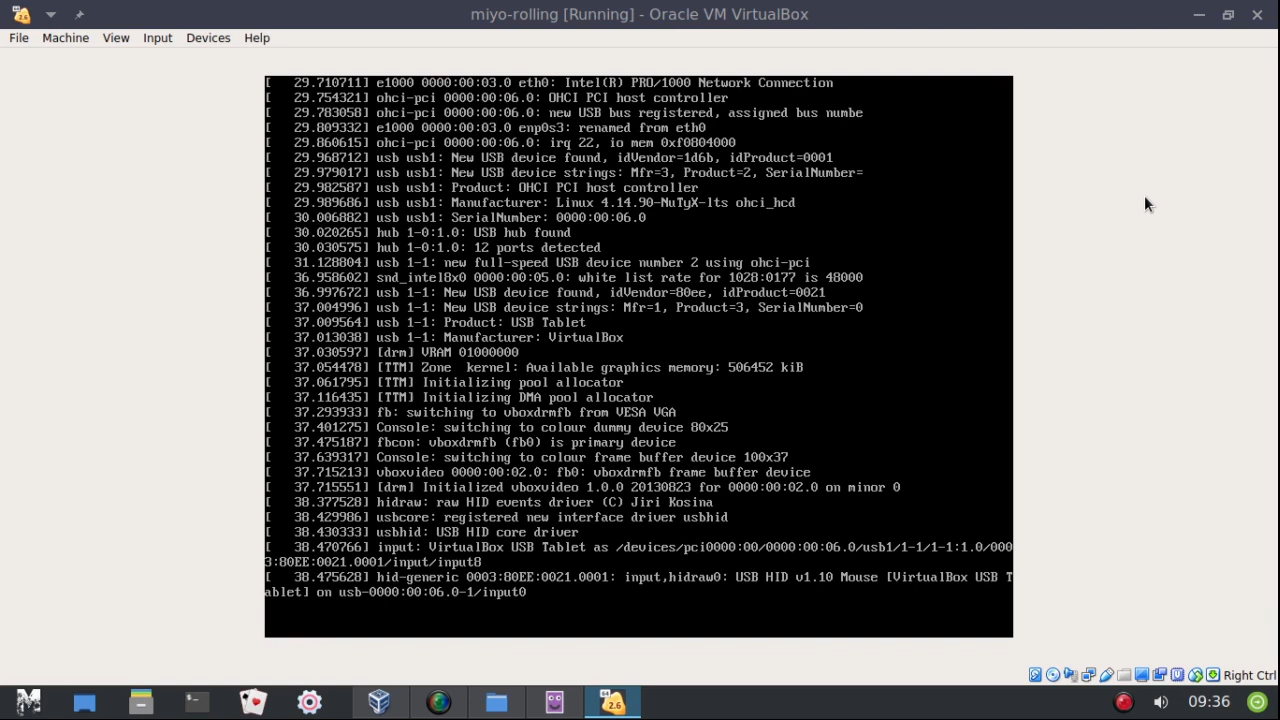 miyo-rolling [Running] - Oracle VM VirtualBox
File Machine View Input Devices Help
[ 29.710711] e1000 0000:00:03.0 eth0: Intel(R) PRO/1000 Network Connection
[ 29.754321] ohci-pci 0000:00:06.0: OHCI PCI host controller
[ 29.783058] ohci-pci 0000:00:06.0: new USB bus registered, assigned bus numbe
[ 29.809332] e1000 0000:00:03.0 enp0s3: renamed from eth0
[ 29.860615] ohci-pci 0000:00:06.0: irq 22, io mem 0xf0804000
[ 29.968712] usb usb1: New USB device found, idVendor=1d6b, idProduct=0001
[ 29.979017] usb usb1: New USB device strings: Mfr=3, Product=2, SerialNumber=
[ 29.982587] usb usb1: Product: OHCI PCI host controller
[ 29.989686] usb usb1: Manufacturer: Linux 4.14.90-NuTyX-lts ohci_hcd
[ 30.006882] usb usb1: SerialNumber: 0000:00:06.0
[ 30.020265] hub 1-0:1.0: USB hub found
[ 30.030575] hub 1-0:1.0: 12 ports detected
[ 31.128804] usb 1-1: new full-speed USB device number 2 using ohci-pci
[ 36.958602] snd_intel8x0 0000:00:05.0: white list rate for 1028:0177 is 48000
[ 36.997672] usb 1-1: New USB device found, idVendor=80ee, idProduct=0021
[ 37.004996] usb 1-1: New USB device strings: Mfr=1, Product=3, SerialNumber=0
[ 37.009564] usb 1-1: Product: USB Tablet
[ 37.013038] usb 1-1: Manufacturer: VirtualBox
[ 37.030597] [drm] VRAM 01000000
[ 37.054478] [TTM] Zone  kernel: Available graphics memory: 506452 kiB
[ 37.061795] [TTM] Initializing pool allocator
[ 37.116435] [TTM] Initializing DMA pool allocator
[ 37.293933] fb: switching to vboxdrmfb from VESA VGA
[ 37.401275] Console: switching to colour dummy device 80x25
[ 37.475187] fbcon: vboxdrmfb (fb0) is primary device
[ 37.639317] Console: switching to colour frame buffer device 100x37
[ 37.715213] vboxvideo 0000:00:02.0: fb0: vboxdrmfb frame buffer device
[ 37.715551] [drm] Initialized vboxvideo 1.0.0 20130823 for 0000:00:02.0 on minor 0
[ 38.377528] hidraw: raw HID events driver (C) Jiri Kosina
[ 38.429986] usbcore: registered new interface driver usbhid
[ 38.430333] usbhid: USB HID core driver
[ 38.470766] input: VirtualBox USB Tablet as /devices/pci0000:00/0000:00:06.0/usb1/1-1/1-1:1.0/000
3:80EE:0021.0001/input/input8
[ 38.475628] hid-generic 0003:80EE:0021.0001: input,hidraw0: USB HID v1.10 Mouse [VirtualBox USB T
ablet] on usb-0000:00:06.0-1/input0
Right Ctrl
2.6
09:36